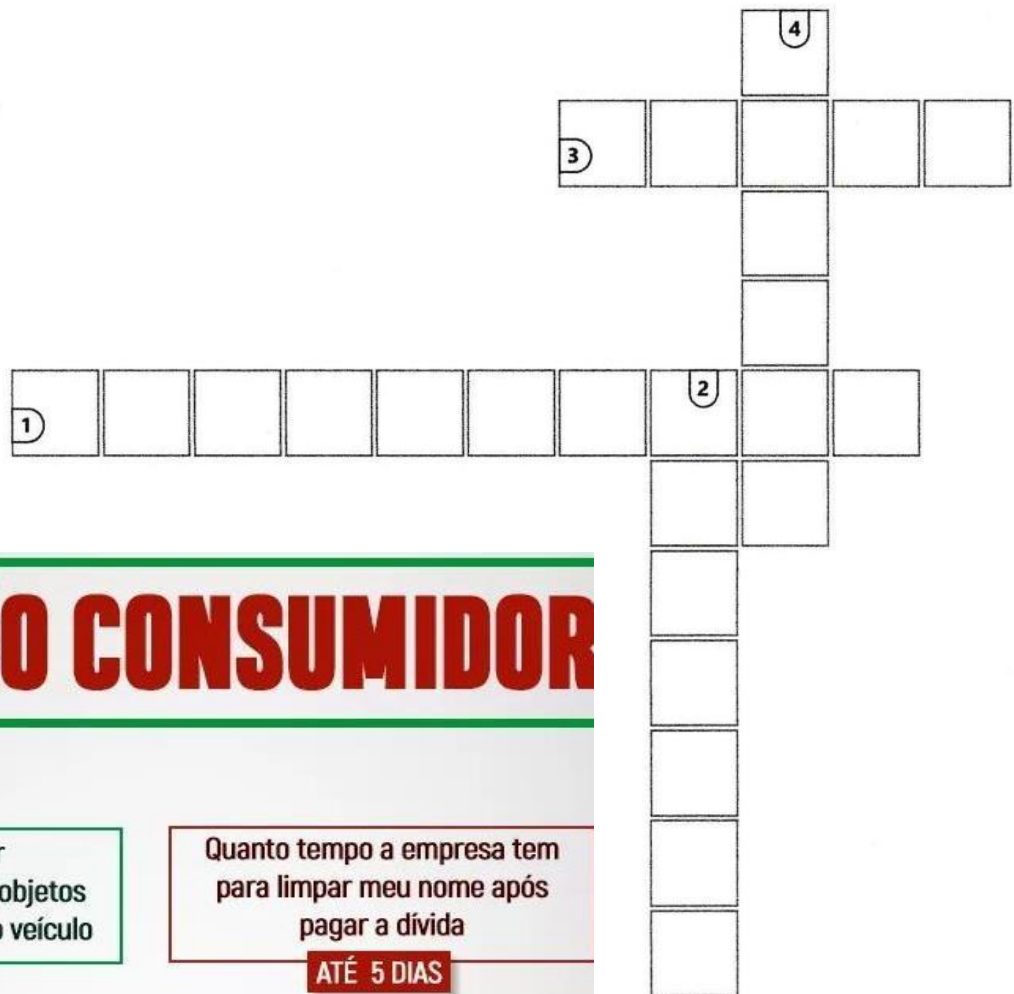 4
3
2
1
O CONSUMIDOR
objetos
veículo
Quanto tempo a empresa tem
para limpar meu nome após
pagar a dívida
ATÉ 5 DIAS